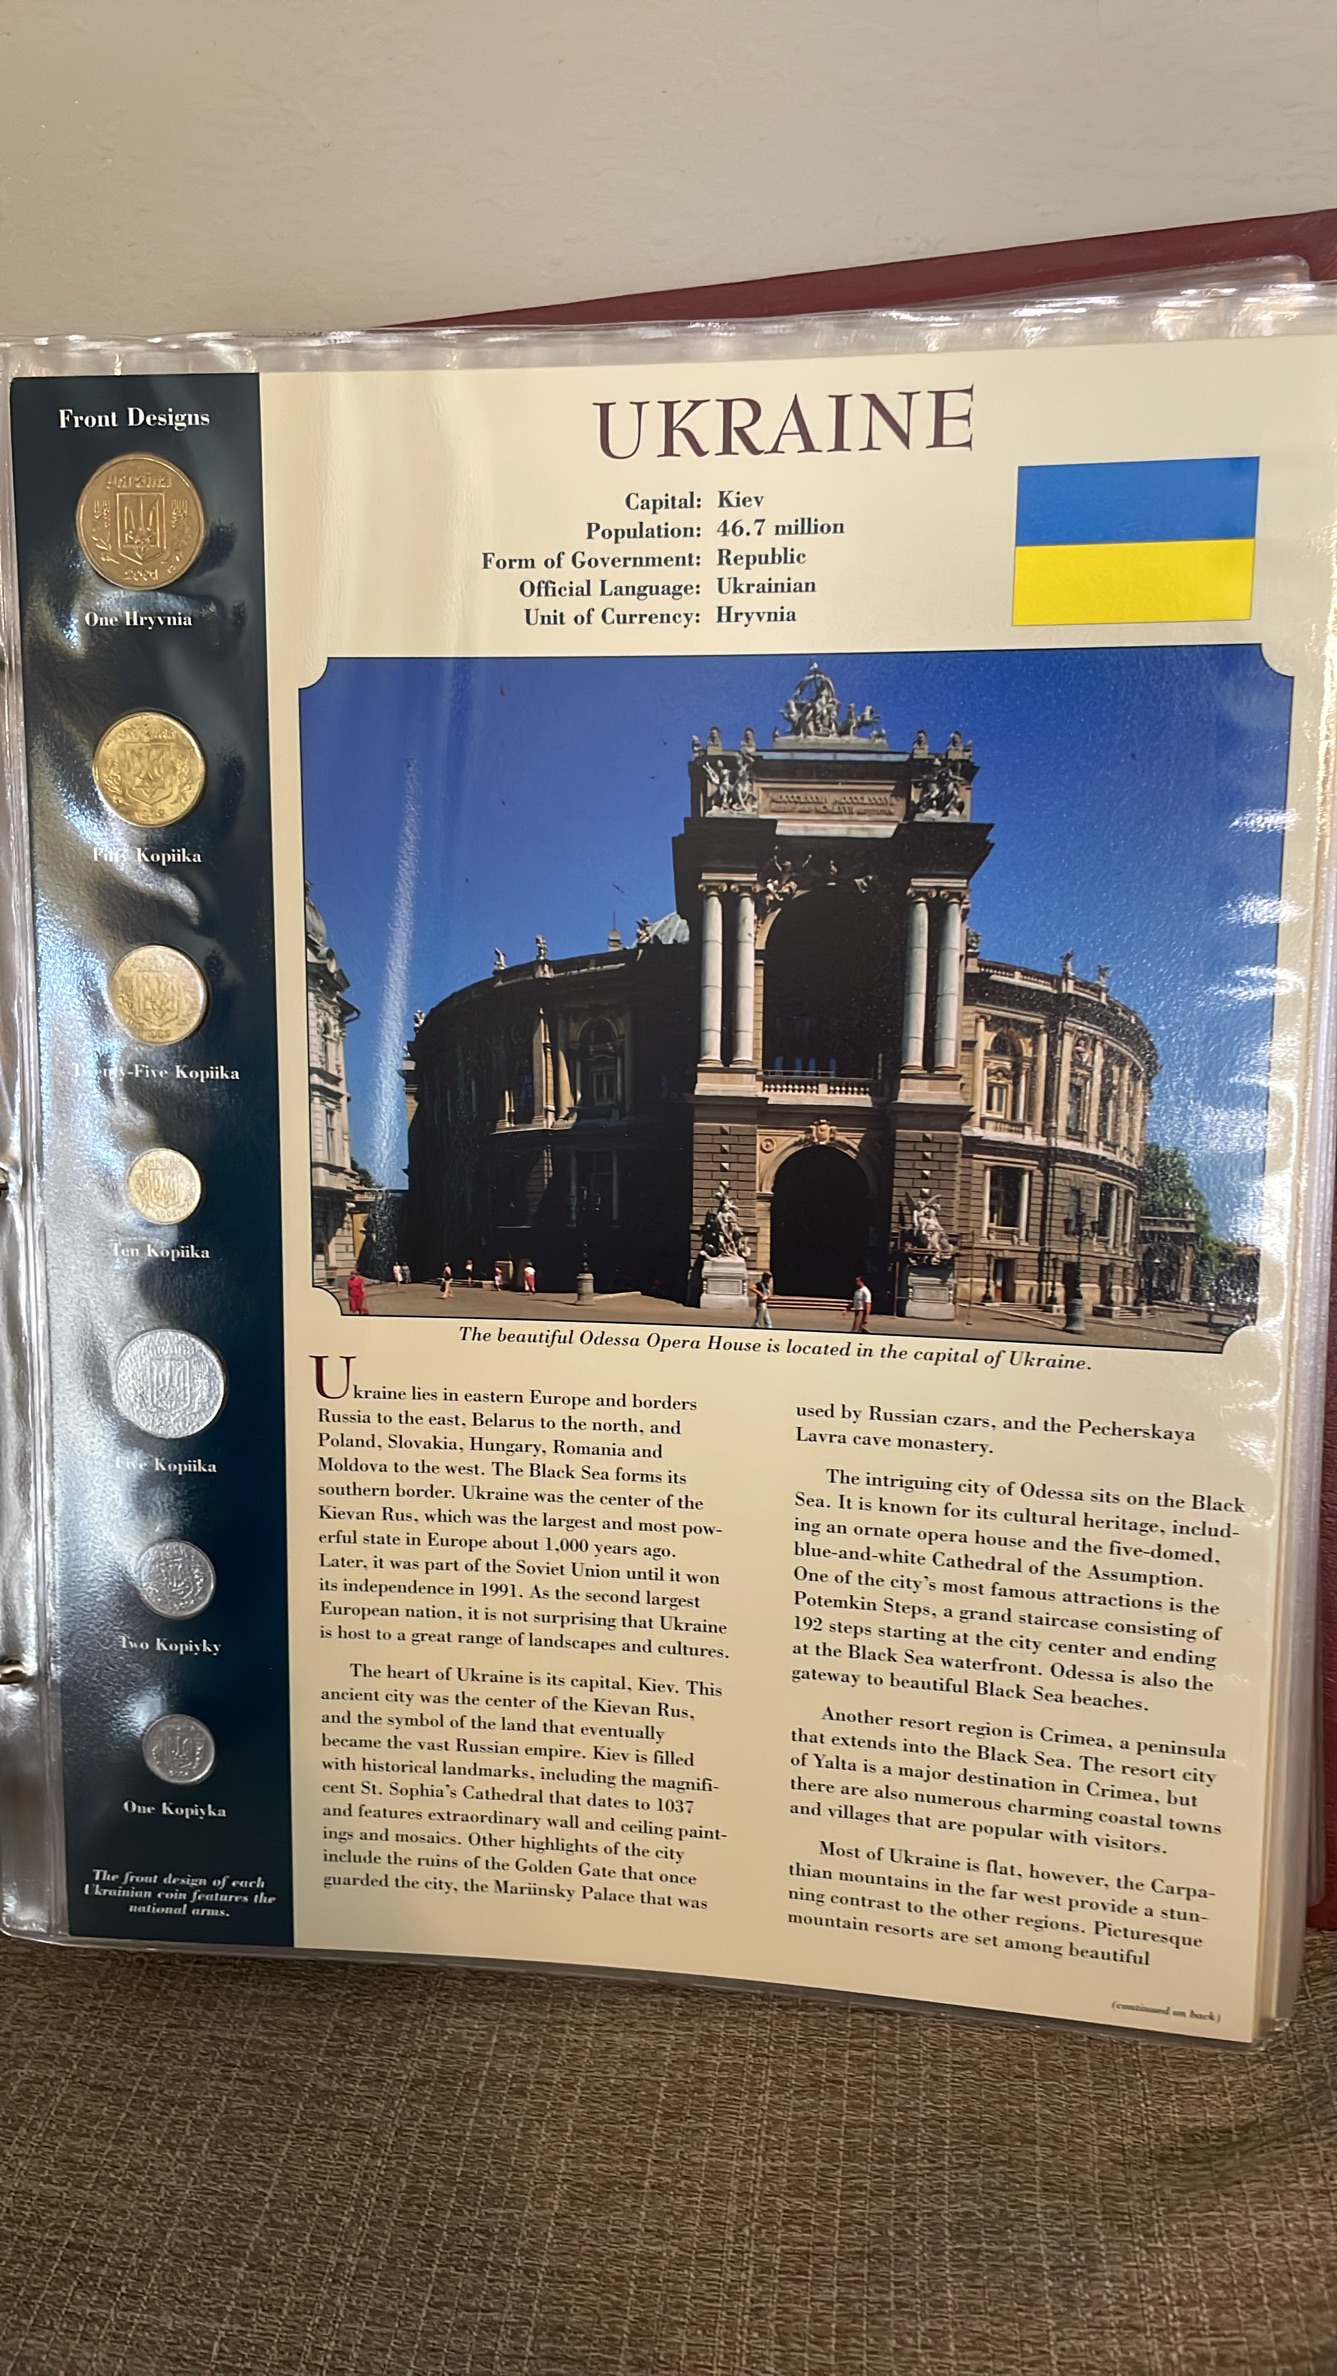 Front Designs
One Hryvnia
Fifty Kopiika
Twenty-Five Kopiika
Ten Kopiika
Five Kopiika
Two Kopiyky
One Kopiyka
The front design of each
Ukrainian coin features the
national arms.
UKRAINE
Capital: Kiev
Population: 46.7 million
Form of Government: Republic
Official Language: Ukrainian
Unit of Currency: Hryvnia
The beautiful Odessa Opera House is located in the capital of Ukraine.
Ukraine lies in eastern Europe and borders
Russia to the east, Belarus to the north, and
Poland, Slovakia, Hungary, Romania and
Moldova to the west. The Black Sea forms its
southern border. Ukraine was the center of the
Kievan Rus, which was the largest and most pow-
erful state in Europe about 1,000 years ago.
Later, it was part of the Soviet Union until it won
its independence in 1991. As the second largest
European nation, it is not surprising that Ukraine
is host to a great range of landscapes and cultures.
The heart of Ukraine is its capital, Kiev. This
ancient city was the center of the Kievan Rus,
and the symbol of the land that eventually
became the vast Russian empire. Kiev is filled
with historical landmarks, including the magnifi-
cent St. Sophia's Cathedral that dates to 1037
and features extraordinary wall and ceiling paint-
ings and mosaics. Other highlights of the city
include the ruins of the Golden Gate that once
guarded the city, the Mariinsky Palace that was
used by Russian czars, and the Pecherskaya
Lavra cave monastery.
The intriguing city of Odessa sits on the Black
Sea. It is known for its cultural heritage, includ-
ing an ornate opera house and the five-domed,
blue-and-white Cathedral of the Assumption.
One of the city's most famous attractions is the
Potemkin Steps, a grand staircase consisting of
192 steps starting at the city center and ending
at the Black Sea waterfront. Odessa is also the
gateway to beautiful Black Sea beaches.
Another resort region is Crimea, a peninsula
that extends into the Black Sea. The resort city
of Yalta is a major destination in Crimea, but
there are also numerous charming coastal towns
and villages that are popular with visitors.
Most of Ukraine is flat, however, the Carpa-
thian mountains in the far west provide a stun-
ning contrast to the other regions. Picturesque
mountain resorts are set among beautiful
(continued on back)